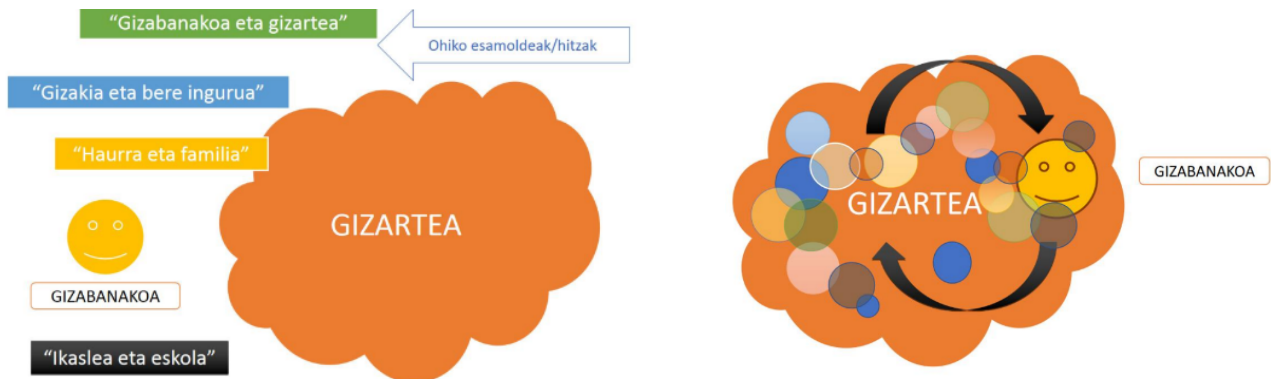 “Gizabanakoa eta gizartea”
Ohiko esamoldeak/hitzak
“Gizakia eta bere ingurua”
“Haurra eta familia”
GIZARTEA
GIZABANAKOA
“Ikaslea eta eskola”
GIZARTEA
GIZABANAKOA